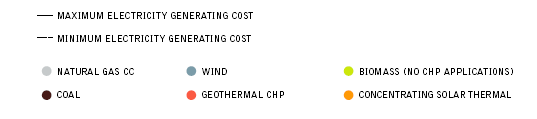 MAXIMUM ELECTRICITY GENERATING COST
MINIMUM ELECTRICITY GENERATING COST
NATURAL GAS CC WIND BIOMASS (NO CHP APPLICATIONS)
COAL GEOTHERMAL CHP CONCENTRATING SOLAR THERMAL